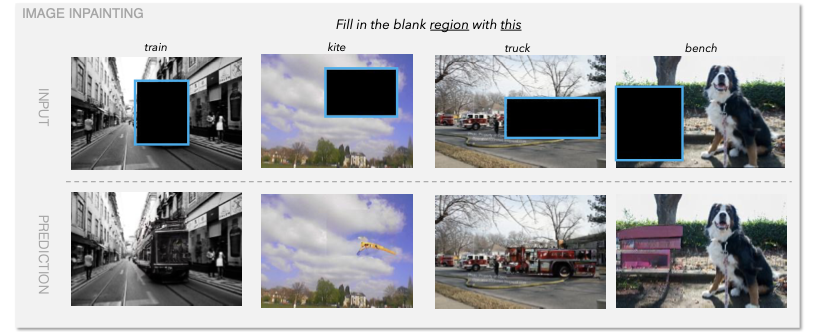 IMAGE INPAINTING
Fill in the blank region with this
train
kite
truck
bench
INPUT
PREDICTION